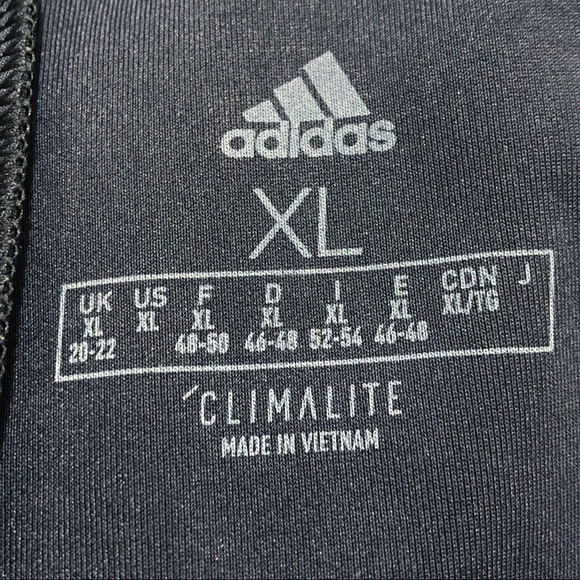 adidas
XL
UK US F D I E CDN J
XL XL XL XL XL XL XL/TG
20-22 48-50 46-48 52-54 46-48
CLIMALITE
MADE IN VIETNAM